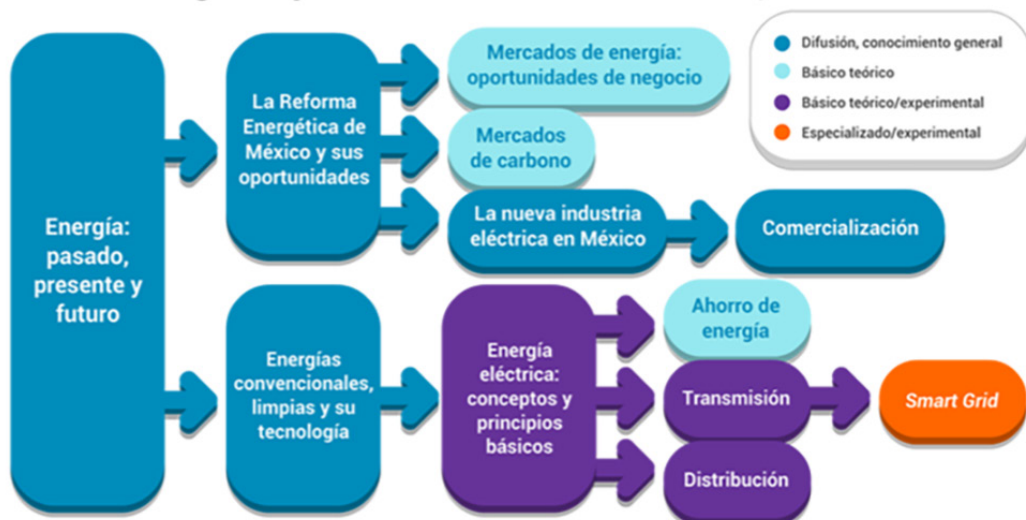 Difusión, conocimiento general
Básico teórico
Básico teórico/experimental
Especializado/experimental
Energía:
pasado,
presente y
futuro
La Reforma
Energética de
México y sus
oportunidades
Mercados de energía:
oportunidades de negocio
Mercados
de carbono
La nueva industria
eléctrica en México
Comercialización
Energías
convencionales,
limpias y su
tecnología
Energía
eléctrica:
conceptos y
principios
básicos
Ahorro de
energía
Transmisión
Smart Grid
Distribución